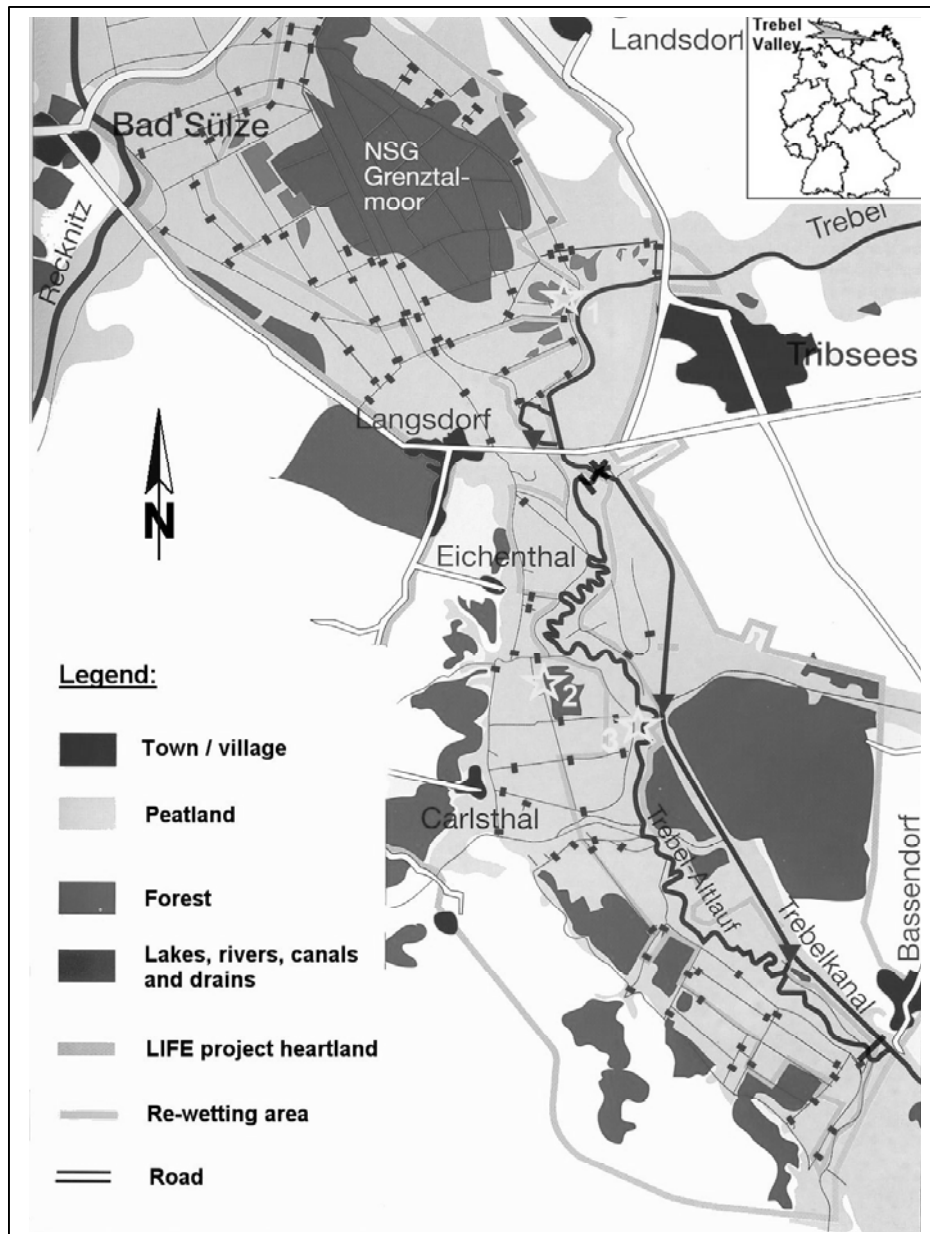 Landsdorf
Trebel
Valley
Bad Sülze
NSG
Grenztal-
moor
Recknitz
Trebel
1
Tribsees
Langsdorf
N
Eichenthal
2
3
Carlsthal
Trebel-Altlauf
Trebelkanal
Bassendorf
Legend:
Town / village
Peatland
Forest
Lakes, rivers, canals
and drains
LIFE project heartland
Re-wetting area
Road